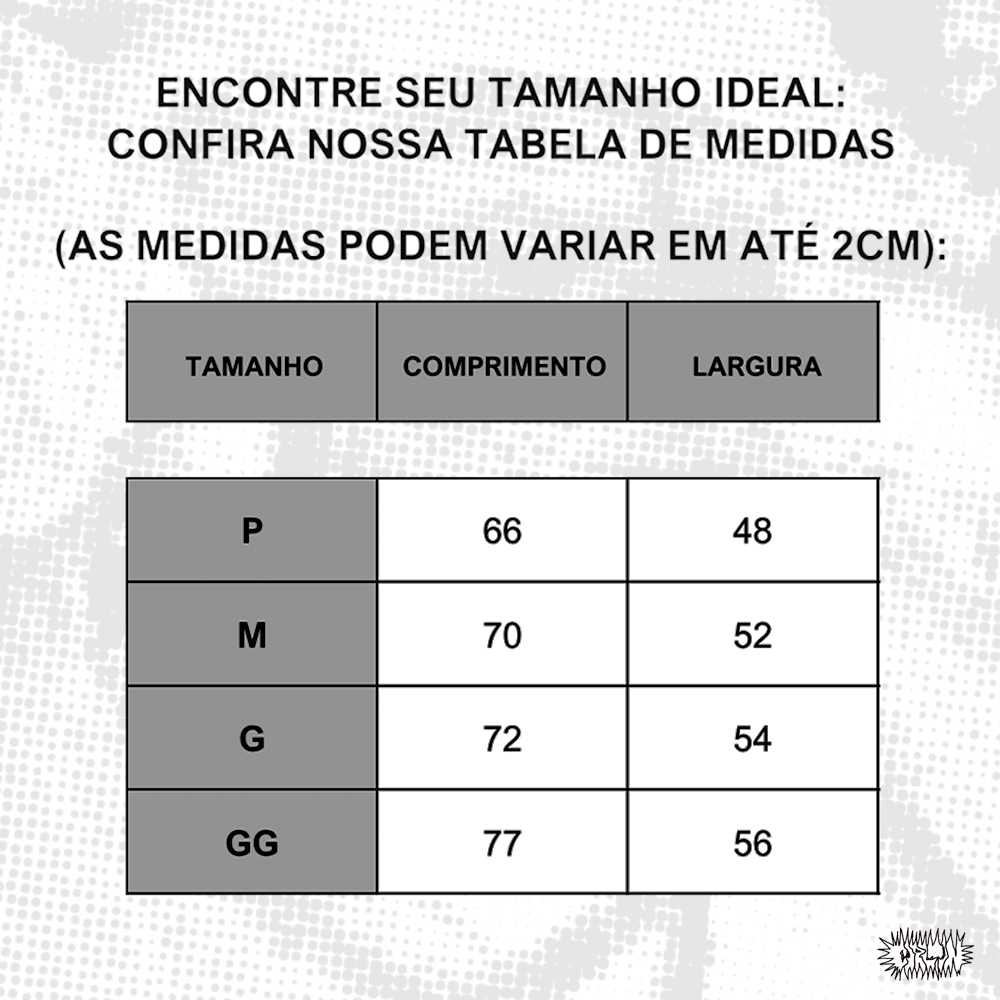 ENCONTRE SEU TAMANHO IDEAL:
CONFIRA NOSSA TABELA DE MEDIDAS
(AS MEDIDAS PODEM VARIAR EM ATÉ 2CM):
TAMANHO COMPRIMENTO LARGURA
P 66 48
M 70 52
G 72 54
GG 77 56